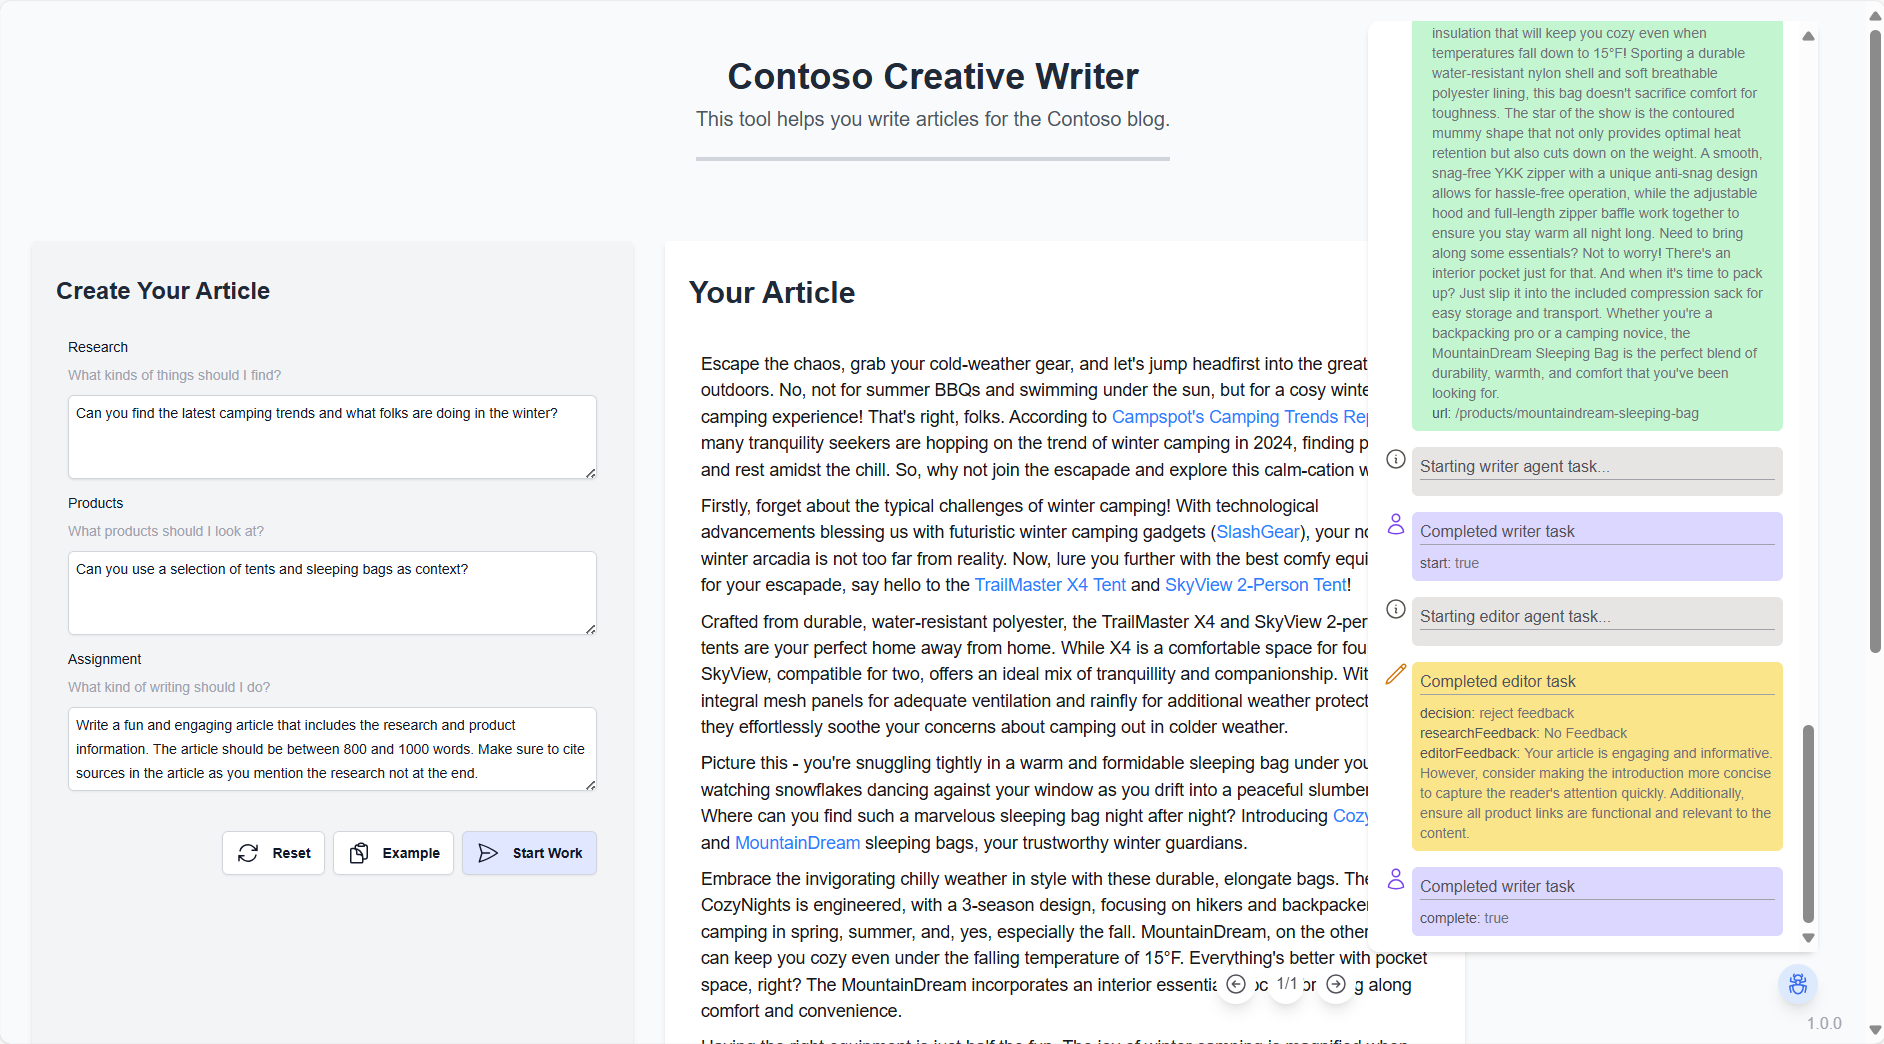 Contoso Creative Writer
This tool helps you write articles for the Contoso blog.
Create Your Article
Research
What kinds of things should I find?
Can you find the latest camping trends and what folks are doing in the winter?
Products
What products should I look at?
Can you use a selection of tents and sleeping bags as context?
Assignment
What kind of writing should I do?
Write a fun and engaging article that includes the research and product
information. The article should be between 800 and 1000 words. Make sure to cite
sources in the article as you mention the research not at the end.
Reset
Example
Start Work
Your Article
Escape the chaos, grab your cold-weather gear, and let's jump headfirst into the great
outdoors. No, not for summer BBQs and swimming under the sun, but for a cosy winte
camping experience! That's right, folks. According to Campspot's Camping Trends Rep
many tranquility seekers are hopping on the trend of winter camping in 2024, finding p
and rest amidst the chill. So, why not join the escapade and explore this calm-cation w
Firstly, forget about the typical challenges of winter camping! With technological
advancements blessing us with futuristic winter camping gadgets (SlashGear), your no
winter arcadia is not too far from reality. Now, lure you further with the best comfy equi
for your escapade, say hello to the TrailMaster X4 Tent and SkyView 2-Person Tent!
Crafted from durable, water-resistant polyester, the TrailMaster X4 and SkyView 2-per
tents are your perfect home away from home. While X4 is a comfortable space for fou
SkyView, compatible for two, offers an ideal mix of tranquillity and companionship. Wit
integral mesh panels for adequate ventilation and rainfly for additional weather protect
they effortlessly soothe your concerns about camping out in colder weather.
Picture this - you're snuggling tightly in a warm and formidable sleeping bag under you
watching snowflakes dancing against your window as you drift into a peaceful slumber
Where can you find such a marvelous sleeping bag night after night? Introducing Cozy
and MountainDream sleeping bags, your trustworthy winter guardians.
Embrace the invigorating chilly weather in style with these durable, elongate bags. The
CozyNights is engineered, with a 3-season design, focusing on hikers and backpacker
camping in spring, summer, and, yes, especially the fall. MountainDream, on the other
can keep you cozy even under the falling temperature of 15°F. Everything's better with pocket
space, right? The MountainDream incorporates an interior essentia
g along
comfort and convenience.
1/1
insulation that will keep you cozy even when
temperatures fall down to 15°F! Sporting a durable
water-resistant nylon shell and soft breathable
polyester lining, this bag doesn't sacrifice comfort for
toughness. The star of the show is the contoured
mummy shape that not only provides optimal heat
retention but also cuts down on the weight. A smooth,
snag-free YKK zipper with a unique anti-snag design
allows for hassle-free operation, while the adjustable
hood and full-length zipper baffle work together to
ensure you stay warm all night long. Need to bring
along some essentials? Not to worry! There's an
interior pocket just for that. And when it's time to pack
up? Just slip it into the included compression sack for
easy storage and transport. Whether you're a
backpacking pro or a camping novice, the
MountainDream Sleeping Bag is the perfect blend of
durability, warmth, and comfort that you've been
looking for.
url: /products/mountaindream-sleeping-bag
Starting writer agent task...
Completed writer task
start: true
Starting editor agent task...
Completed editor task
decision: reject feedback
researchFeedback: No Feedback
editorFeedback: Your article is engaging and informative.
However, consider making the introduction more concise
to capture the reader's attention quickly. Additionally,
ensure all product links are functional and relevant to the
content.
Completed writer task
complete: true
1.0.0